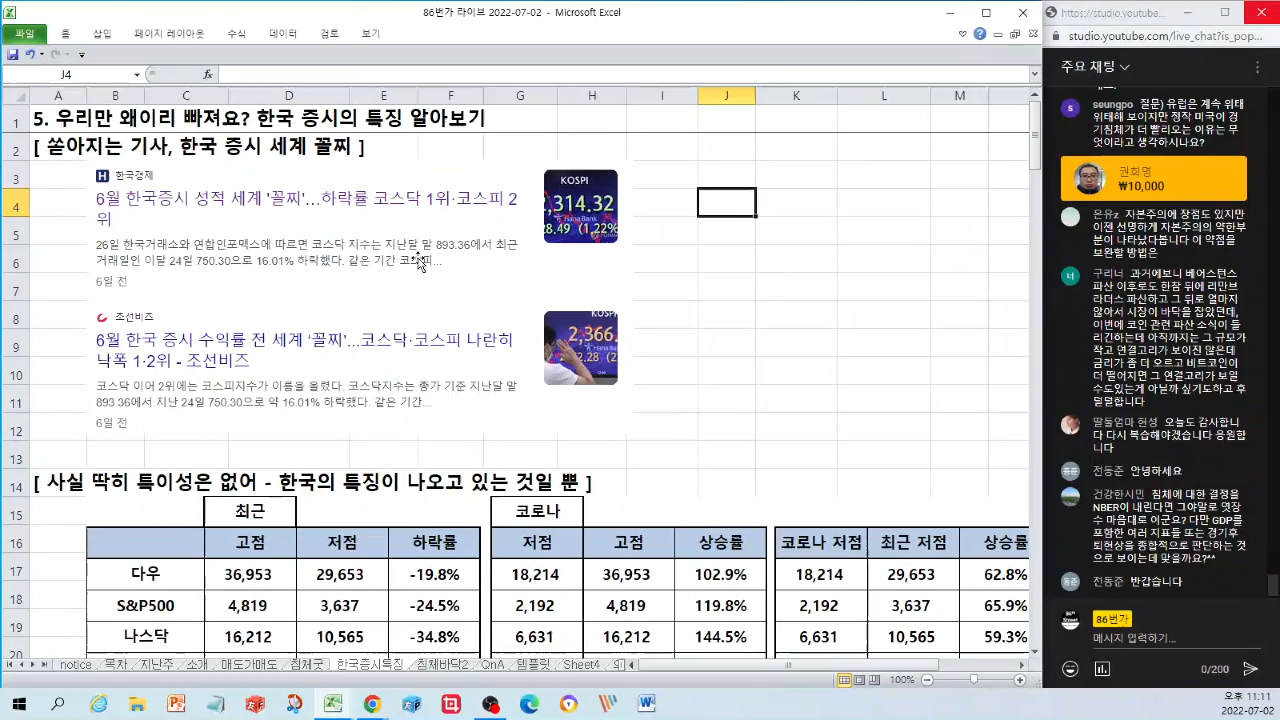 86번가 라이브 2022-07-02 - Microsoft Excel
파일 홈 삽입 페이지 레이아웃 수식 데이터 검토 보기
J4 fx
A B C D E F G H I J K L M
5. 우리만 왜이리 빠져요? 한국 증시의 특징 알아보기
[ 쏟아지는 기사, 한국 증시 세계 꼴찌 ]
한국경제
6월 한국증시 성적 세계 '꼴찌'…하락률 코스닥 1위·코스피 2
위
26일 한국거래소와 연합인포맥스에 따르면 코스닥 지수는 지난달 말 893.36에서 최근
거래일인 이달 24일 750.30으로 16.01% 하락했다. 같은 기간 코스피...
6일 전
KOSPI
,314.32
28.49 (1,22%
조선비즈
6월 한국 증시 수익률 전 세계 '꼴찌'...코스닥·코스피 나란히
낙폭 1·2위 - 조선비즈
코스닥 이어 2위에는 코스피지수가 이름을 올렸다. 코스닥지수는 종가 기준 지난달 말
893.36에서 지난 24일 750.30으로 약 16.01% 하락했다. 같은 기간...
6일 전
KOSPI
2,366.
[ 사실 딱히 특이성은 없어 - 한국의 특징이 나오고 있는 것일 뿐 ]
최근 코로나
고점 저점 하락률 저점 고점 상승률 코로나 저점 최근 저점 상승률
다우 36,953 29,653 -19.8% 18,214 36,953 102.9% 18,214 29,653 62.8%
S&P500 4,819 3,637 -24.5% 2,192 4,819 119.8% 2,192 3,637 65.9%
나스닥 16,212 10,565 -34.8% 6,631 16,212 144.5% 6,631 10,565 59.3%
1
2
3
4
5
6
7
8
9
10
11
12
13
14
15
16
17
18
19
20
notice 목차 지난주 소개 매도가매도 침체굿 한국증시특징 침체바닥2 QnA 템플릿 Sheet4
100%
https://studio.youtube...
studio.youtube.com/live_chat?is_pop...
주요 채팅
seungpo 질문) 유럽은 계속 위태
위태해 보이지만 정작 미국이 경
기침체가 더 빨리오는 이유는 무
엇이라고 생각하시나요?
권희명
₩10,000
은유z 자본주의에 장점도 있지만
이젠 선명하게 자본주의의 약한부
분이 나타났다봅니다 이 약점을
보완할 방법은
구리너 과거에보니 베어스턴스
파산 이후로도 한참 뒤에 리만브
라더스 파산하고 그 뒤로 얼마지
않아서 시장이 바닥을 잡았던데,
이번에 코인 관련 파산 소식이 들
리긴하는데 아직까지는 그 규모가
작고 연결고리가 보이진 않은데
금리가 좀 더 오르고 비트코인이
더 떨어지면 그 연결고리가 보일
수도있는게 아닐까 싶기도하고 후
덜덜합니다
딸둘엄마 현성 오늘도 감사합니
다 다시 복습해야겠습니다 응원합
니다
전동준 안녕하세요
건강한시민 침체에 대한 결정을
NBER이 내린다면 그야말로 엿장
수 마음대로 이군요? 다만 GDP를
포함한 여러 지표들 또는 경기후
퇴현상을 종합적으로 판단하는 것
으로 보이는데 맞을까요?^^
전동준 반갑습니다
86번가
메시지 입력하기...
0/200
오후 11:11
2022-07-02